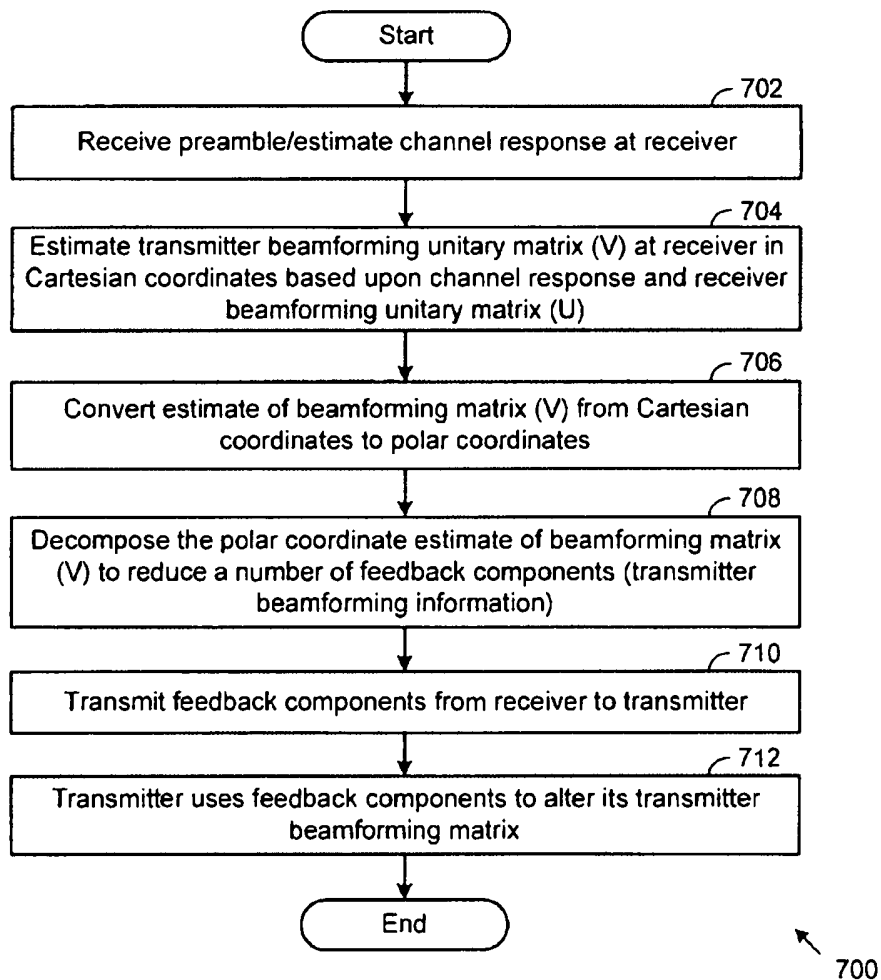 Start
702
Receive preamble/estimate channel response at receiver
704
Estimate transmitter beamforming unitary matrix (V) at receiver in
Cartesian coordinates based upon channel response and receiver
beamforming unitary matrix (U)
706
Convert estimate of beamforming matrix (V) from Cartesian
coordinates to polar coordinates
708
Decompose the polar coordinate estimate of beamforming matrix
(V) to reduce a number of feedback components (transmitter
beamforming information)
710
Transmit feedback components from receiver to transmitter
712
Transmitter uses feedback components to alter its transmitter
beamforming matrix
End
700